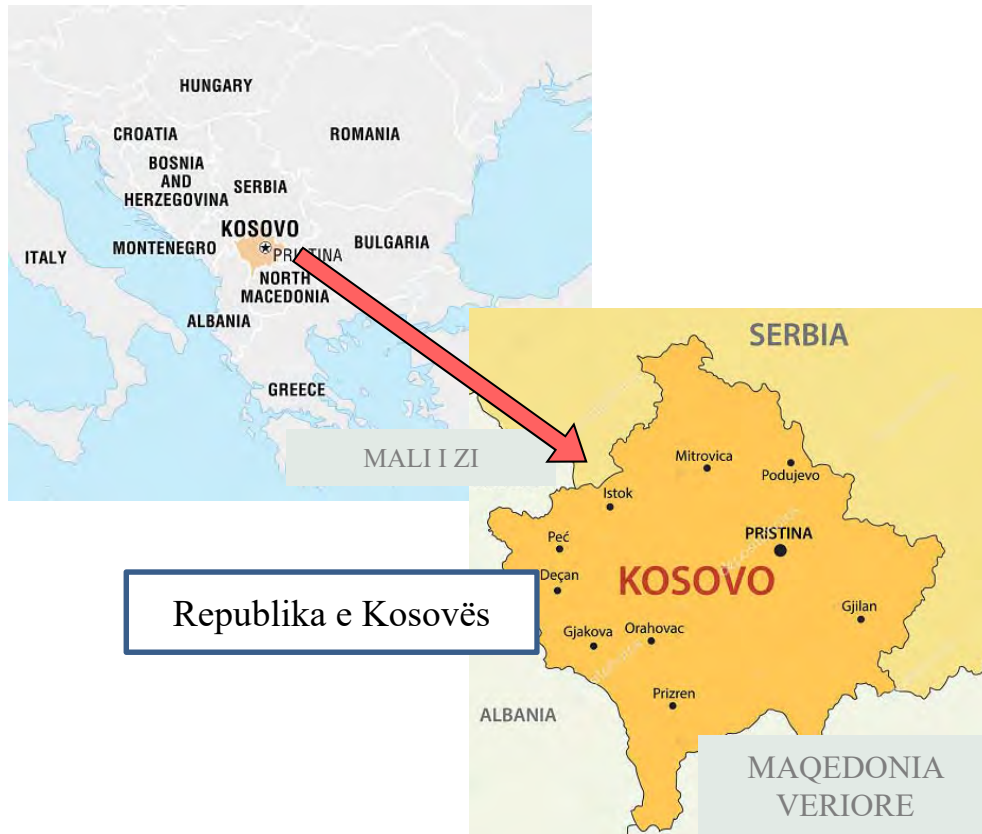 HUNGARY
CROATIA
ROMANIA
BOSNIA
AND
HERZEGOVINA
SERBIA
KOSOVO
PRISTINA
ITALY
MONTENEGRO
BULGARIA
NORTH
MACEDONIA
ALBANIA
GREECE
MALI I ZI
SERBIA
Mitrovica
Podujevo
Istok
PRISTINA
Peć
Deçan
KOSOVO
Republika e Kosovës
Gjilan
Gjakova
Orahovac
Prizren
ALBANIA
MAQEDONIA
VERIORE